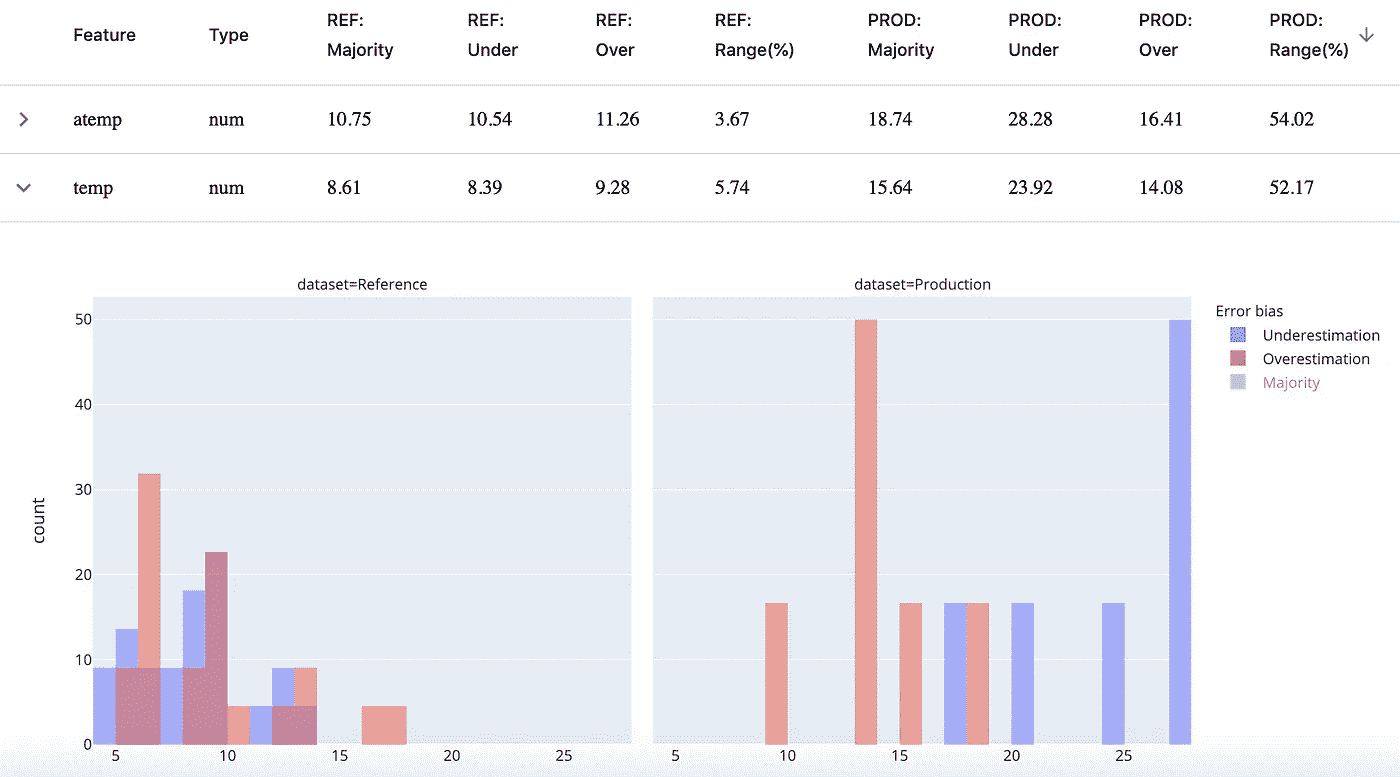 Feature Type REF: Majority REF: Under REF: Over REF: Range(%) PROD: Majority PROD: Under PROD: Over PROD: Range(%)
atemp num 10.75 10.54 11.26 3.67 18.74 28.28 16.41 54.02
temp num 8.61 8.39 9.28 5.74 15.64 23.92 14.08 52.17
dataset=Reference
dataset=Production
Error bias
Underestimation
Overestimation
Majority
count
50
40
30
20
10
0
5 10 15 20 25
5 10 15 20 25